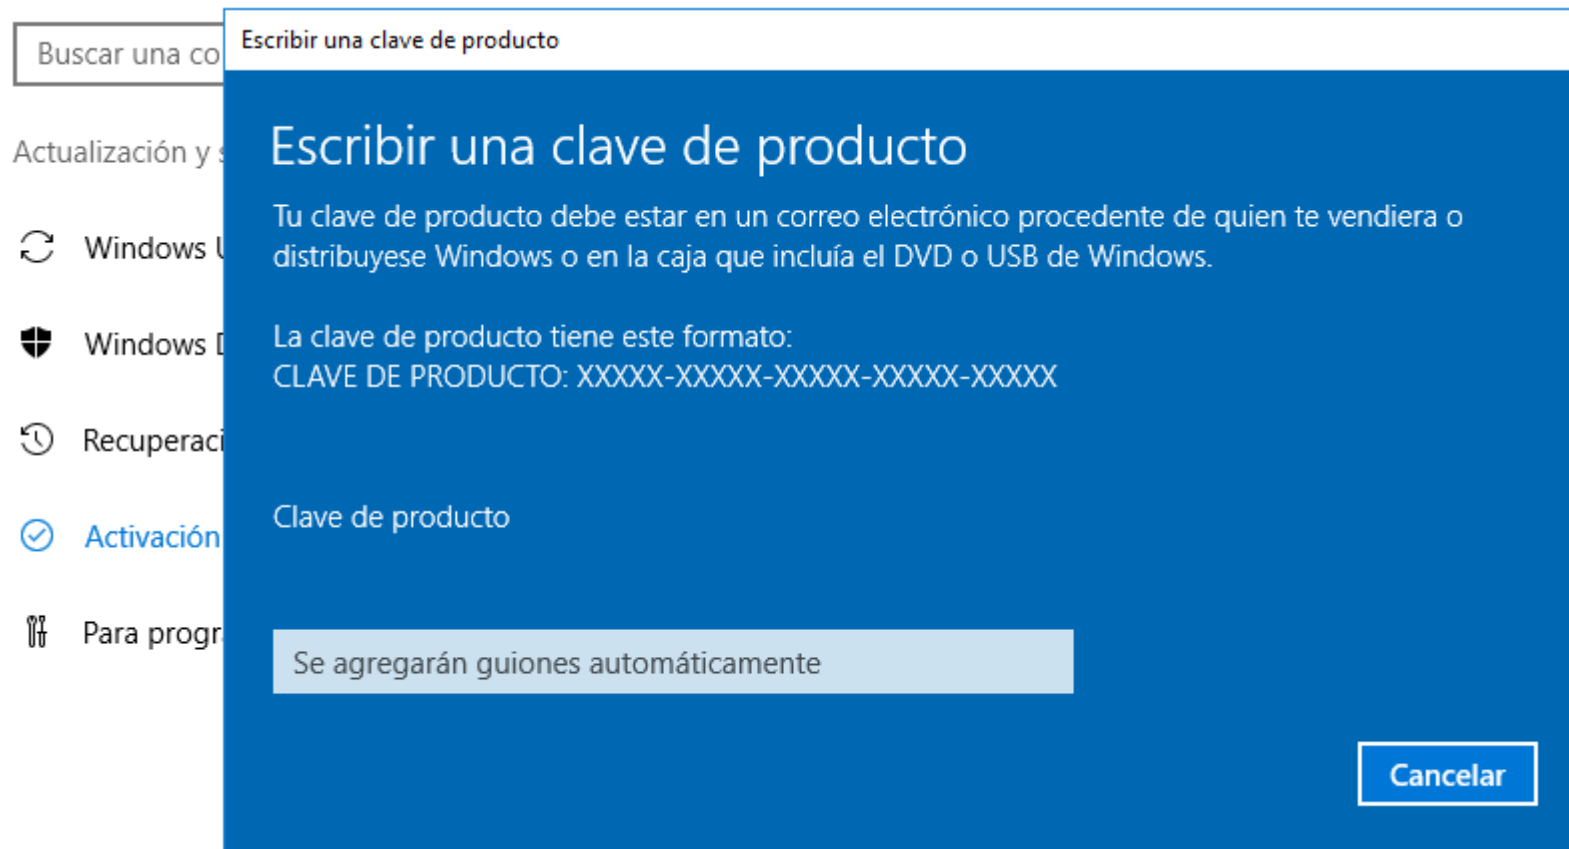 Escribir una clave de producto
Buscar una co
Actualización y s
Windows U
Windows D
Recuperaci
Activación
Para progr
Escribir una clave de producto
Tu clave de producto debe estar en un correo electrónico procedente de quien te vendiera o
distribuyese Windows o en la caja que incluía el DVD o USB de Windows.
La clave de producto tiene este formato:
CLAVE DE PRODUCTO: XXXXX-XXXXX-XXXXX-XXXXX-XXXXX
Clave de producto
Se agregarán guiones automáticamente
Cancelar